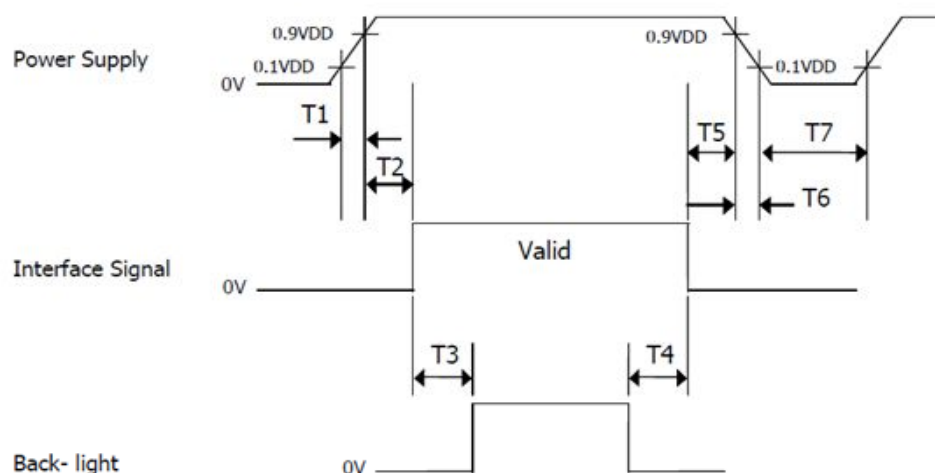 0.9VDD 0.9VDD
Power Supply 0.1VDD 0.1VDD
0V
T1 T5 T7
T2 T6
Valid
Interface Signal
0V
T3 T4
Back- light
0V